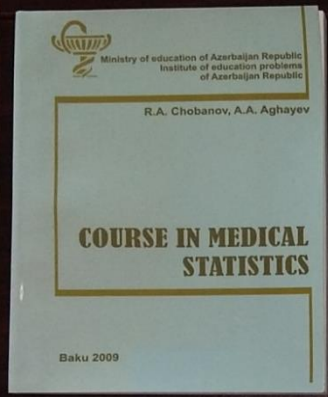 Ministry of education of Azerbaijan Republic
Institute of education problems
of Azerbaijan Republic
R.A. Chobanov, A.A. Aghayev
COURSE IN MEDICAL
STATISTICS
Baku 2009